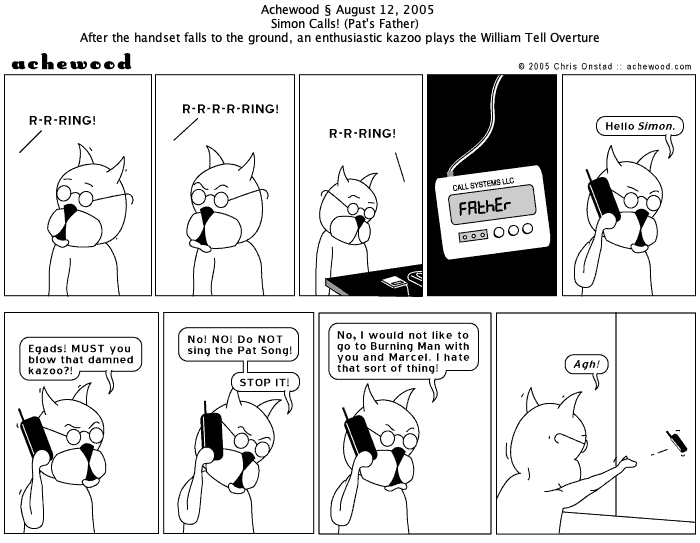 Achewood § August 12, 2005
Simon Calls! (Pat's Father)
After the handset falls to the ground, an enthusiastic kazoo plays the William Tell Overture
achewood
© 2005 Chris Onstad :: achewood.com
R-R-RING!
R-R-R-R-RING!
R-R-RING!
CALL SYSTEMS LLC
FAthEr
Hello Simon.
Egads! MUST you
blow that damned
kazoo?!
No! NO! Do NOT
sing the Pat Song!
STOP IT!
No, I would not like to
go to Burning Man with
you and Marcel. I hate
that sort of thing!
Agh!